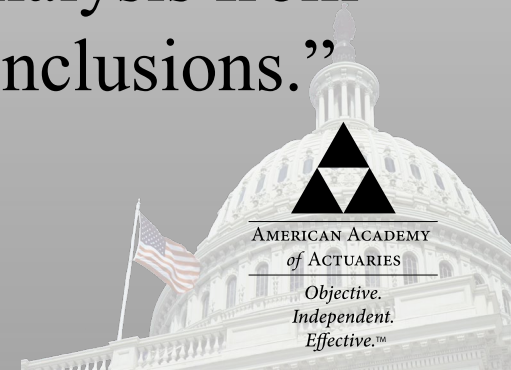 nclusions.”
American Academy
of Actuaries
Objective.
Independent.
Effective.™